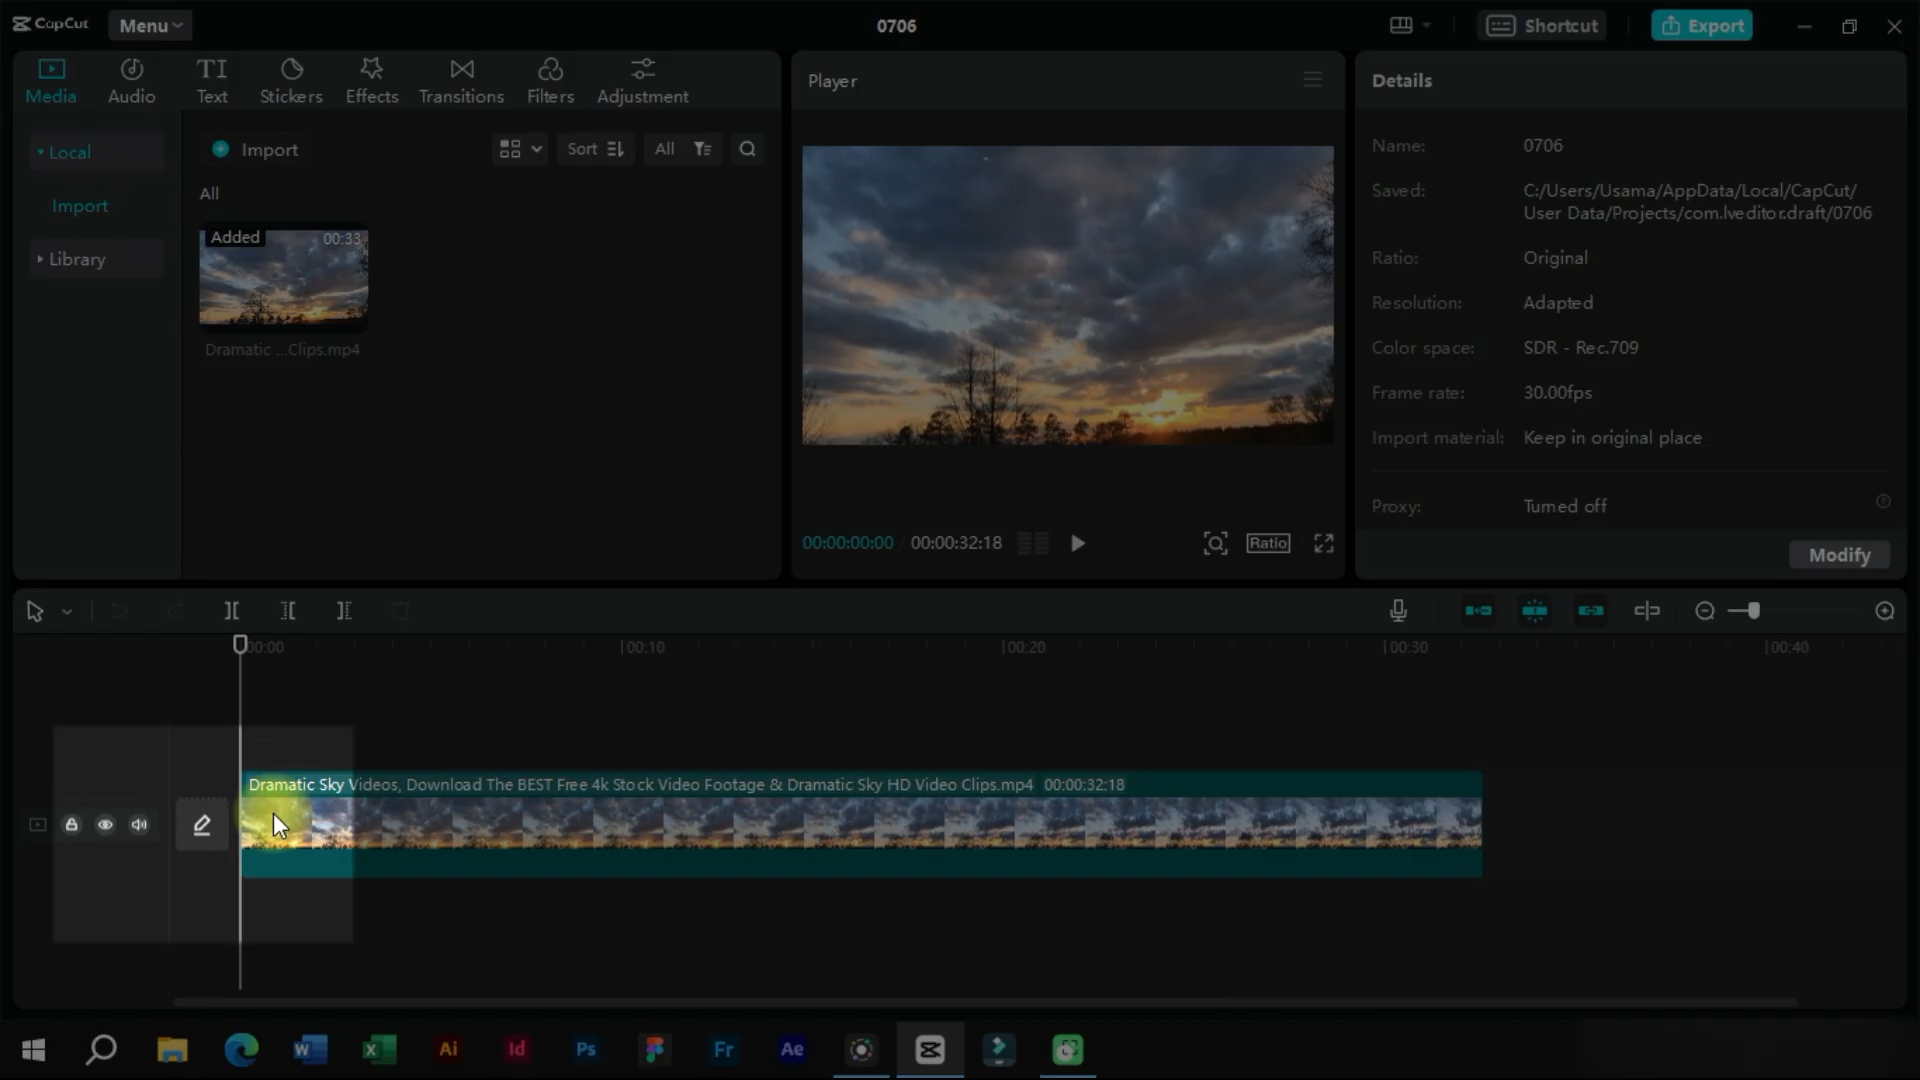 CapCut
Menu
0706
Shortcut
Export
Media
Audio
TI
Text
Stickers
Effects
Transitions
Filters
Adjustment
Player
Details
Local
Import
Sort
All
Import
Library
All
Added
00:33
Dramatic ...Clips.mp4
Name: 0706
Saved: C:/Users/Usama/AppData/Local/CapCut/
User Data/Projects/com.lveditor.draft/0706
Ratio: Original
Resolution: Adapted
Color space: SDR - Rec.709
Frame rate: 30.00fps
Import material: Keep in original place
Proxy: Turned off
Modify
00:00:00:00 00:00:32:18
Ratio
00:00
00:10
00:20
00:30
00:40
Dramatic Sky Videos, Download The BEST Free 4k Stock Video Footage & Dramatic Sky HD Video Clips.mp4 00:00:32:18
W
X
Ai
Id
Ps
Fr
Ae